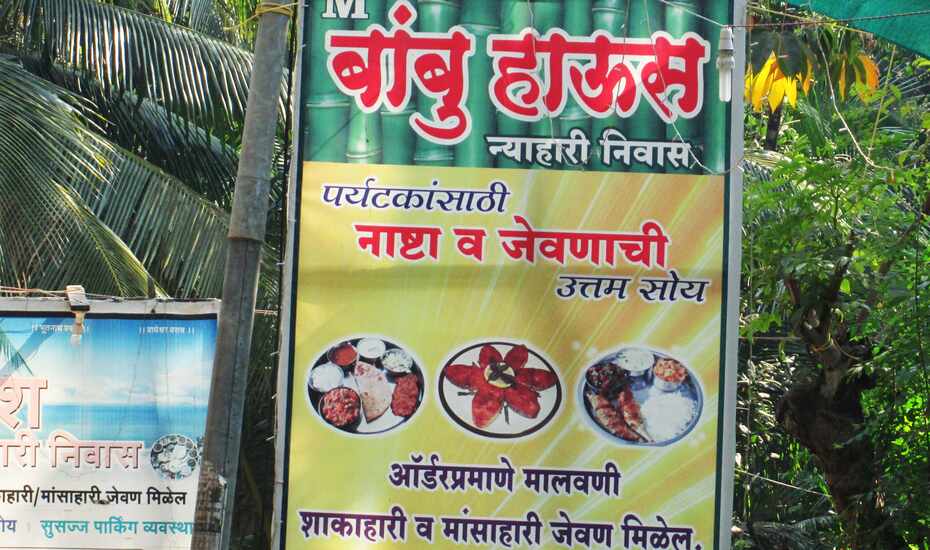 M
बांबु हाऊस
न्याहारी निवास
पर्यटकांसाठी
नाष्टा व जेवणाची
उत्तम सोय
ऑर्डरप्रमाणे मालवणी
शाकाहारी व मांसाहारी जेवण मिळेल.
श
ारी निवास
ाहारी/मांसाहारी जेवण मिळेल
ोय सुसज्ज पार्किंग व्यवस्था